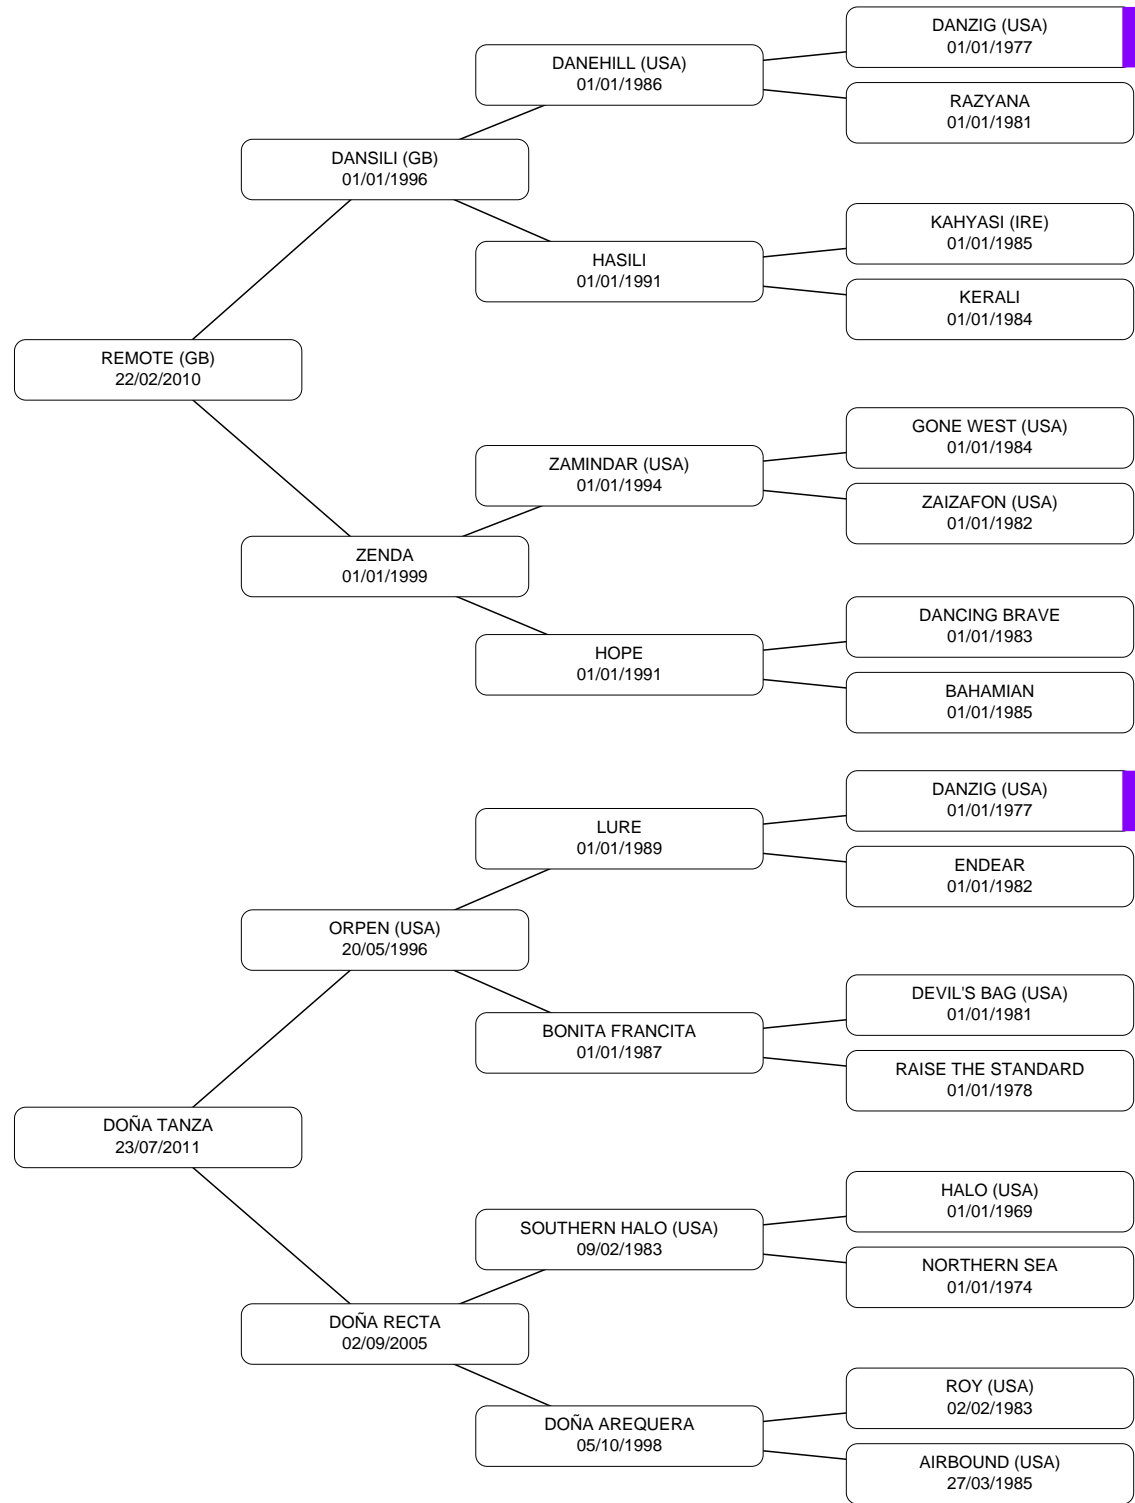 DANZIG (USA)
01/01/1977
DANEHILL (USA)
01/01/1986
RAZYANA
01/01/1981
DANSILI (GB)
01/01/1996
KAHYASI (IRE)
01/01/1985
HASILI
01/01/1991
KERALI
01/01/1984
REMOTE (GB)
22/02/2010
GONE WEST (USA)
01/01/1984
ZAMINDAR (USA)
01/01/1994
ZAIZAFON (USA)
01/01/1982
ZENDA
01/01/1999
DANCING BRAVE
01/01/1983
HOPE
01/01/1991
BAHAMIAN
01/01/1985
DANZIG (USA)
01/01/1977
LURE
01/01/1989
ENDEAR
01/01/1982
ORPEN (USA)
20/05/1996
DEVIL'S BAG (USA)
01/01/1981
BONITA FRANCITA
01/01/1987
RAISE THE STANDARD
01/01/1978
DOÑA TANZA
23/07/2011
HALO (USA)
01/01/1969
SOUTHERN HALO (USA)
09/02/1983
NORTHERN SEA
01/01/1974
DOÑA RECTA
02/09/2005
ROY (USA)
02/02/1983
DOÑA AREQUERA
05/10/1998
AIRBOUND (USA)
27/03/1985